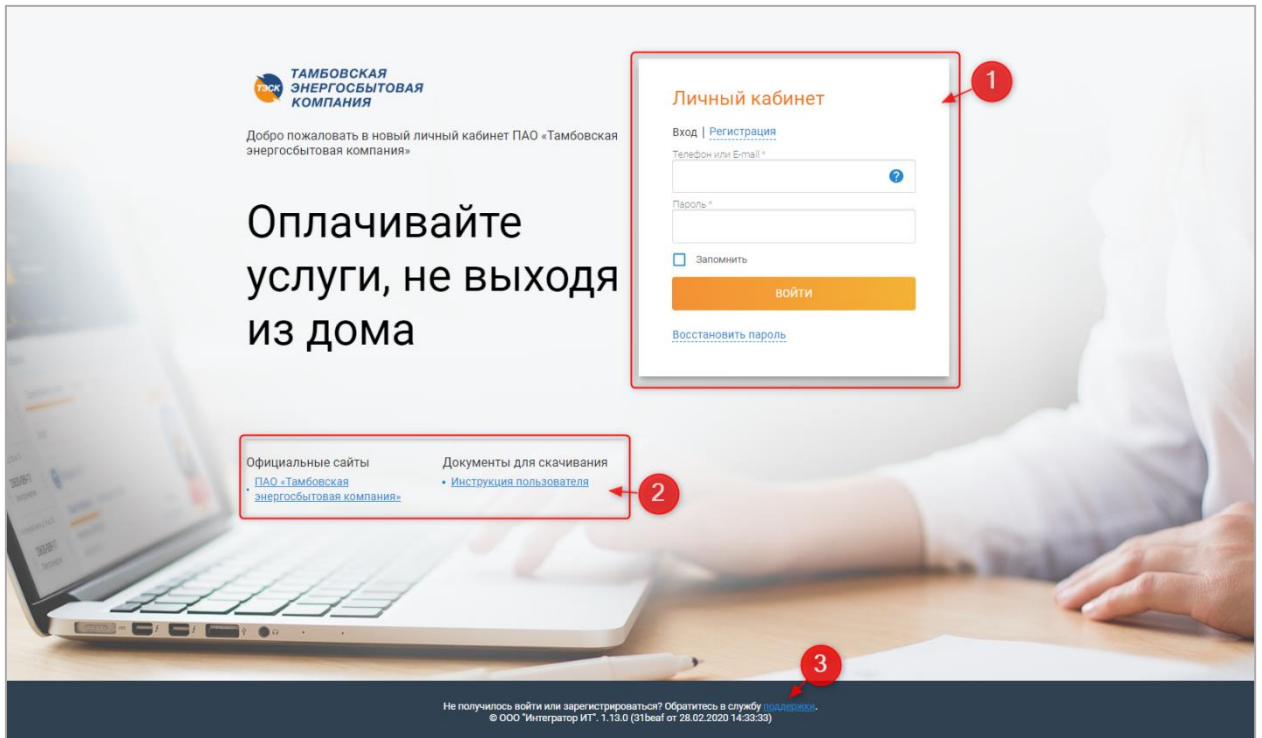 ТЭСК
ТАМБОВСКАЯ
ЭНЕРГОСБЫТОВАЯ
КОМПАНИЯ
Добро пожаловать в новый личный кабинет ПАО «Тамбовская
энергосбытовая компания»
Оплачивайте
услуги, не выходя
из дома
Личный кабинет
Вход | Регистрация
Телефон или E-mail *
?
Пароль *
Запомнить
ВОЙТИ
Восстановить пароль
1
Официальные сайты
• ПАО «Тамбовская
энергосбытовая компания»
Документы для скачивания
• Инструкция пользователя
2
3
Не получилось войти или зарегистрироваться? Обратитесь в службу поддержки.
© ООО "Интегратор ИТ". 1.13.0 (31beaf от 28.02.2020 14:33:33)